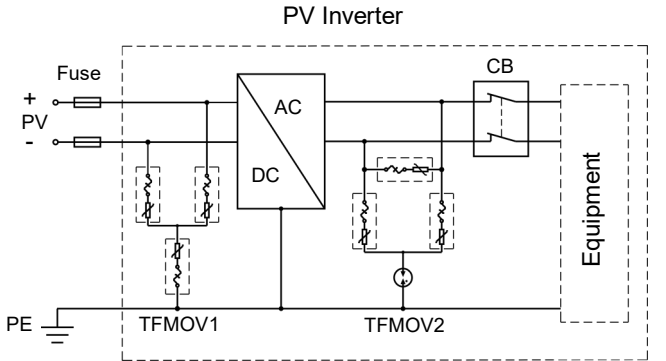 PV Inverter
Fuse
+
PV
-
AC
DC
CB
Equipment
PE
TFMOV1
TFMOV2